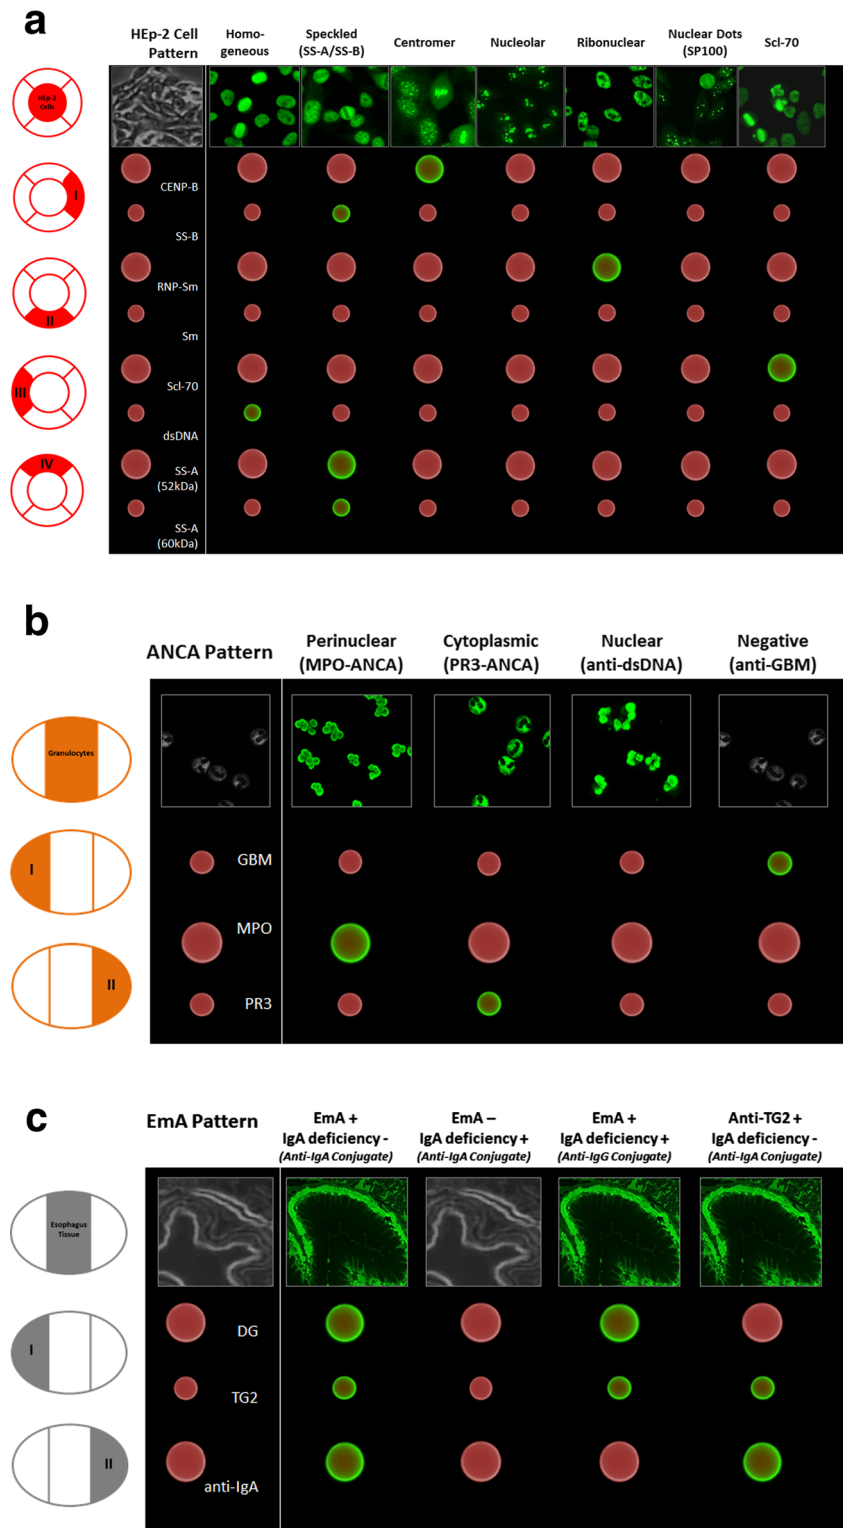 a
HEp-2 Cell
Pattern
Homo-
geneous
Speckled
(SS-A/SS-B)
Centromer
Nucleolar
Ribonuclear
Nuclear Dots
(SP100)
Scl-70
HEp-2
Cells
I
CENP-B
SS-B
II
RNP-Sm
Sm
III
Scl-70
dsDNA
IV
SS-A
(52kDa)
SS-A
(60kDa)
b
ANCA Pattern
Perinuclear
(MPO-ANCA)
Cytoplasmic
(PR3-ANCA)
Nuclear
(anti-dsDNA)
Negative
(anti-GBM)
Granulocytes
I
GBM
MPO
II
PR3
c
EmA Pattern
EmA +
IgA deficiency -
(Anti-IgA Conjugate)
EmA –
IgA deficiency +
(Anti-IgA Conjugate)
EmA +
IgA deficiency +
(Anti-IgG Conjugate)
Anti-TG2 +
IgA deficiency -
(Anti-IgA Conjugate)
Esophagus
Tissue
I
DG
TG2
II
anti-IgA